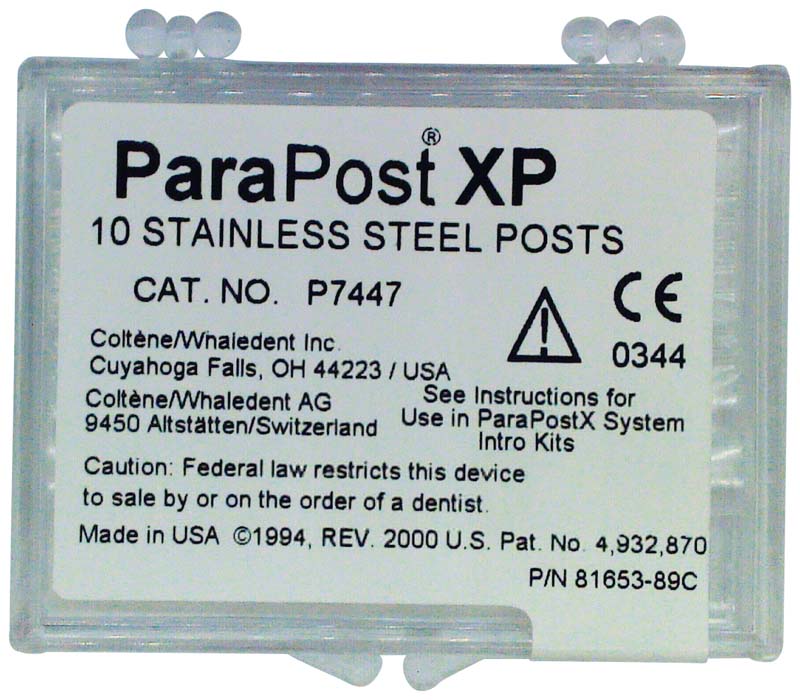 ParaPost® XP
10 STAINLESS STEEL POSTS
CAT. NO. P7447
CE
0344
Coltène/Whaledent Inc.
Cuyahoga Falls, OH 44223 / USA
Coltène/Whaledent AG
9450 Altstätten/Switzerland
See Instructions for
Use in ParaPostX System
Intro Kits
Caution: Federal law restricts this device
to sale by or on the order of a dentist.
Made in USA ©1994, REV. 2000 U.S. Pat. No. 4,932,870
P/N 81653-89C